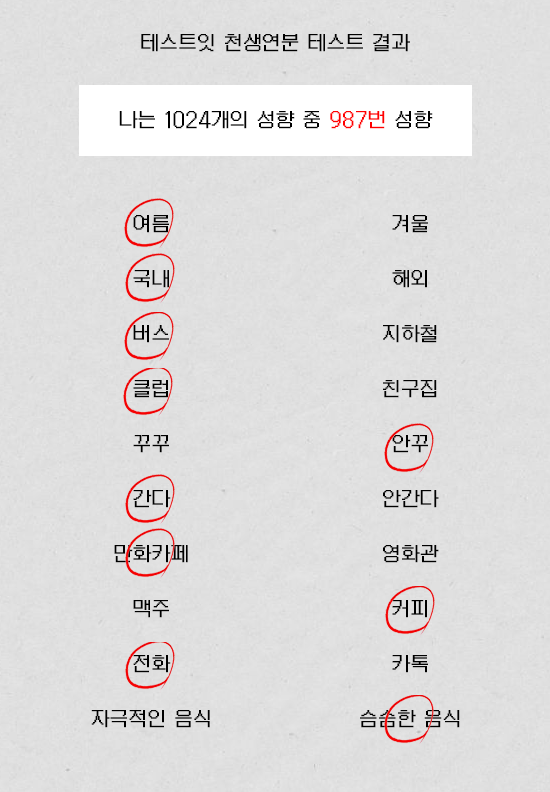 테스트잇 천생연분 테스트 결과
나는 1024개의 성향 중 987번 성향
여름 겨울
국내 해외
버스 지하철
클럽 친구집
꾸꾸 안꾸
간다 안간다
만화카페 영화관
맥주 커피
전화 카톡
자극적인 음식 슴슴한 음식